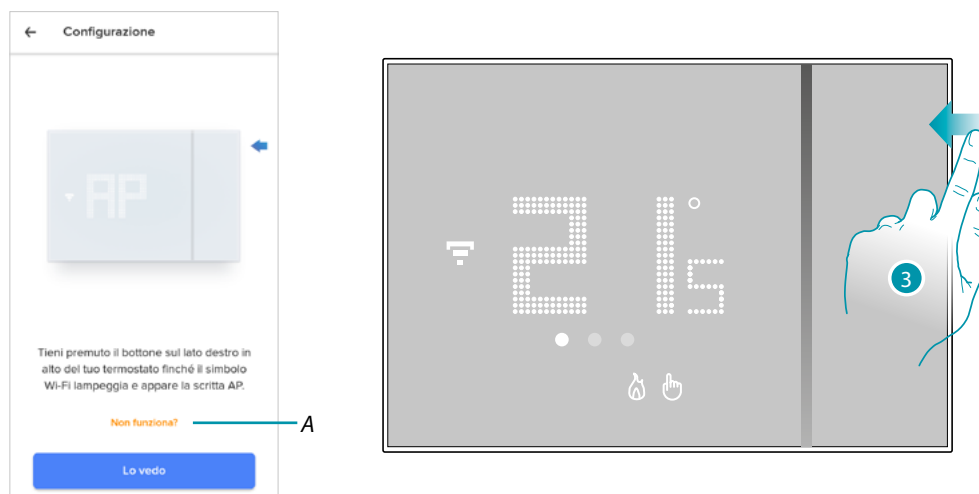 Configurazione
AP
Tieni premuto il bottone sul lato destro in
alto del tuo termostato finché il simbolo
Wi-Fi lampeggia e appare la scritta AP.
Non funziona?
A
Lo vedo
21°5
3